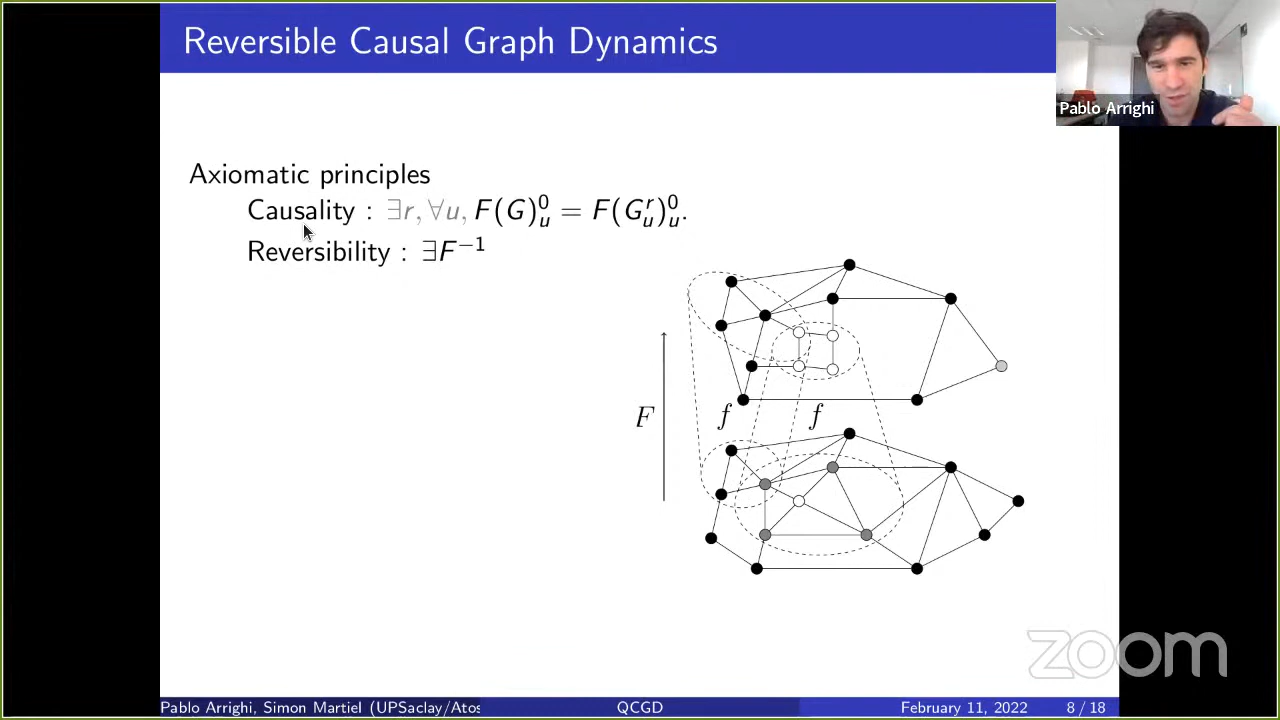 Reversible Causal Graph Dynamics
Pablo Arrighi
Axiomatic principles
Causality : ∃r, ∀u, F(G)⁰ᵤ = F(Gʳᵤ)⁰ᵤ.
Reversibility : ∃F⁻¹
F
f
f
zoom
Pablo Arrighi, Simon Martiel (UPSaclay/Atos
QCGD
February 11, 2022
8 / 18